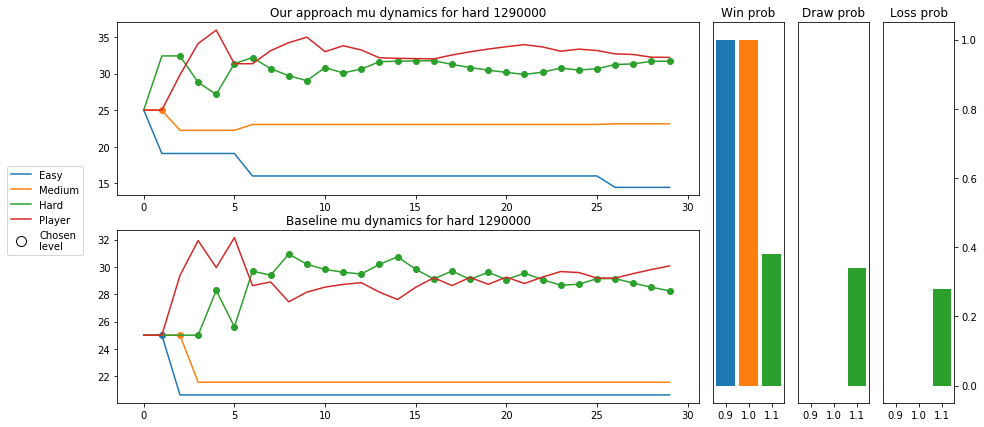 Our approach mu dynamics for hard 1290000
35
30
25
20
15
0 5 10 15 20 25 30
Easy
Medium
Hard
Player
Chosen
level
Baseline mu dynamics for hard 1290000
32
30
28
26
24
22
0 5 10 15 20 25 30
Win prob Draw prob Loss prob
1.0
0.8
0.6
0.4
0.2
0.0
0.9 1.0 1.1 0.9 1.0 1.1 0.9 1.0 1.1